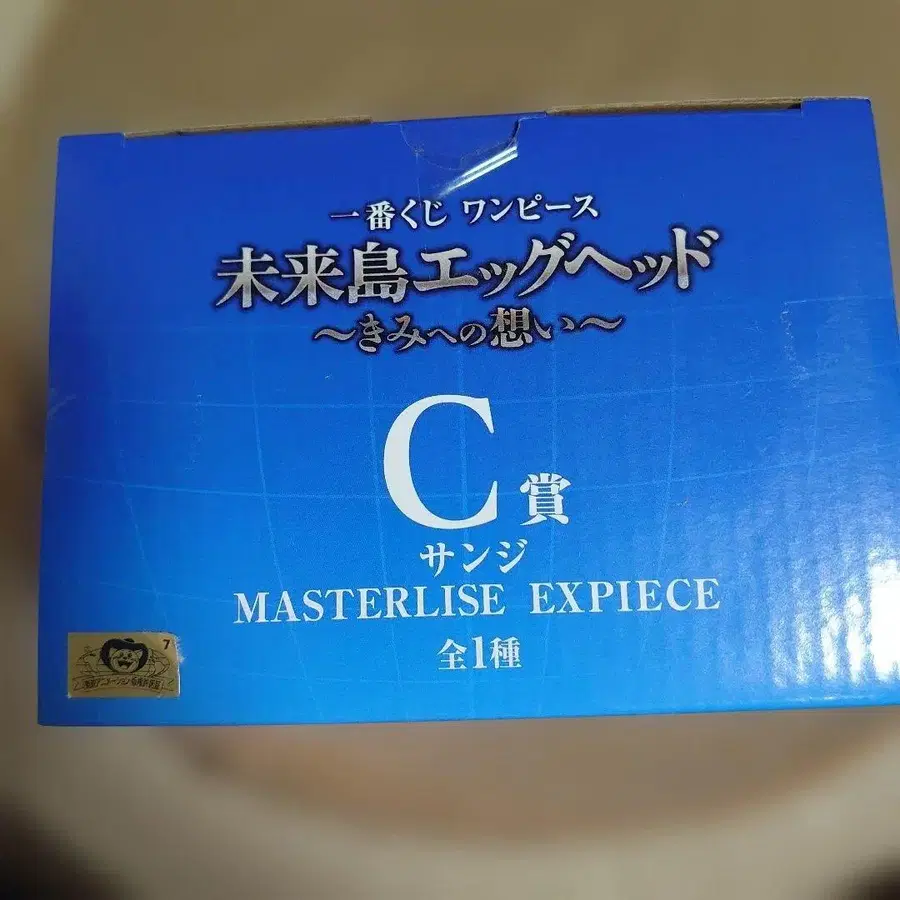 一番くじ ワンピース
未来島エッグヘッド
～きみへの想い～
C賞
サンジ
MASTERLISE EXPIECE
全1種
7